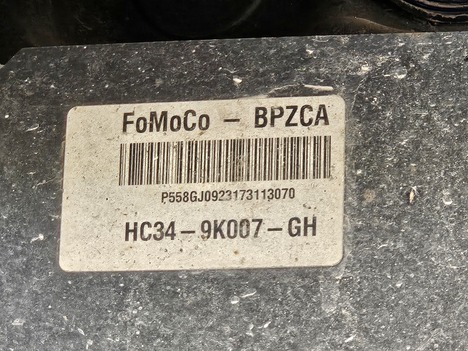 FoMoCo – BPZCA
P558GJ0923173113070
HC34–9K007–GH